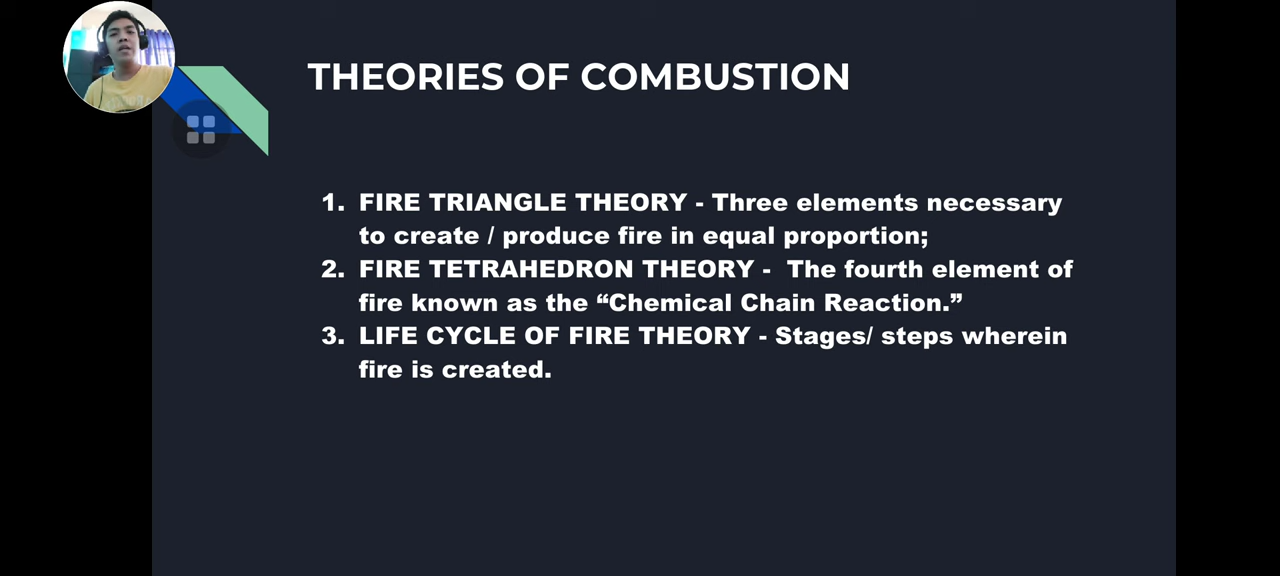 THEORIES OF COMBUSTION
1. FIRE TRIANGLE THEORY - Three elements necessary
to create / produce fire in equal proportion;
2. FIRE TETRAHEDRON THEORY -  The fourth element of
fire known as the “Chemical Chain Reaction.”
3. LIFE CYCLE OF FIRE THEORY - Stages/ steps wherein
fire is created.